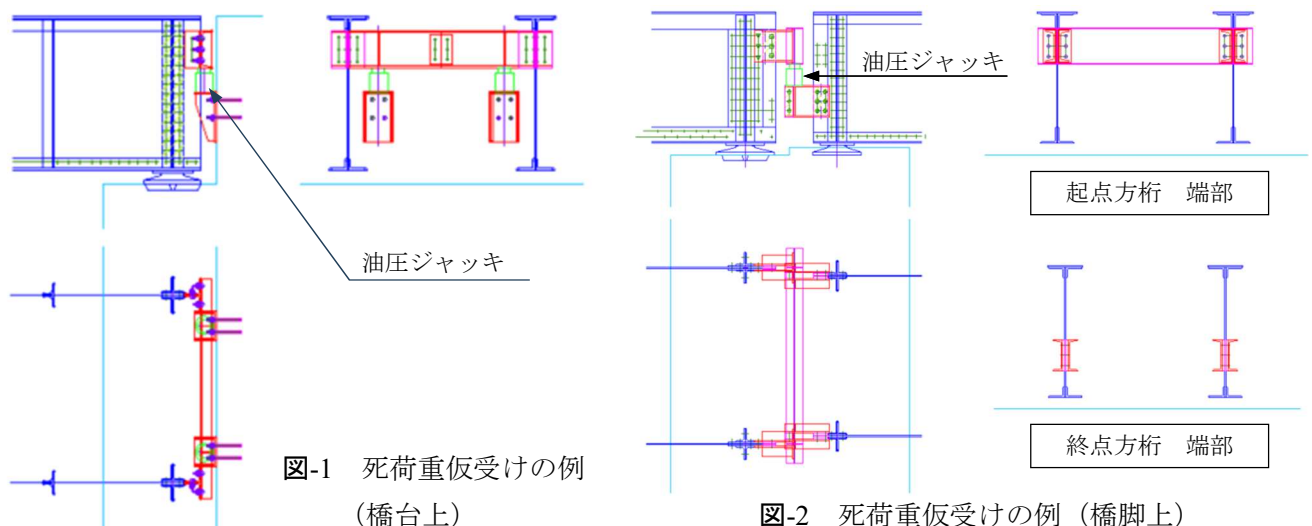 油圧ジャッキ
図-1　死荷重仮受けの例
（橋台上）
油圧ジャッキ
起点方桁　端部
終点方桁　端部
図-2　死荷重仮受けの例（橋脚上）